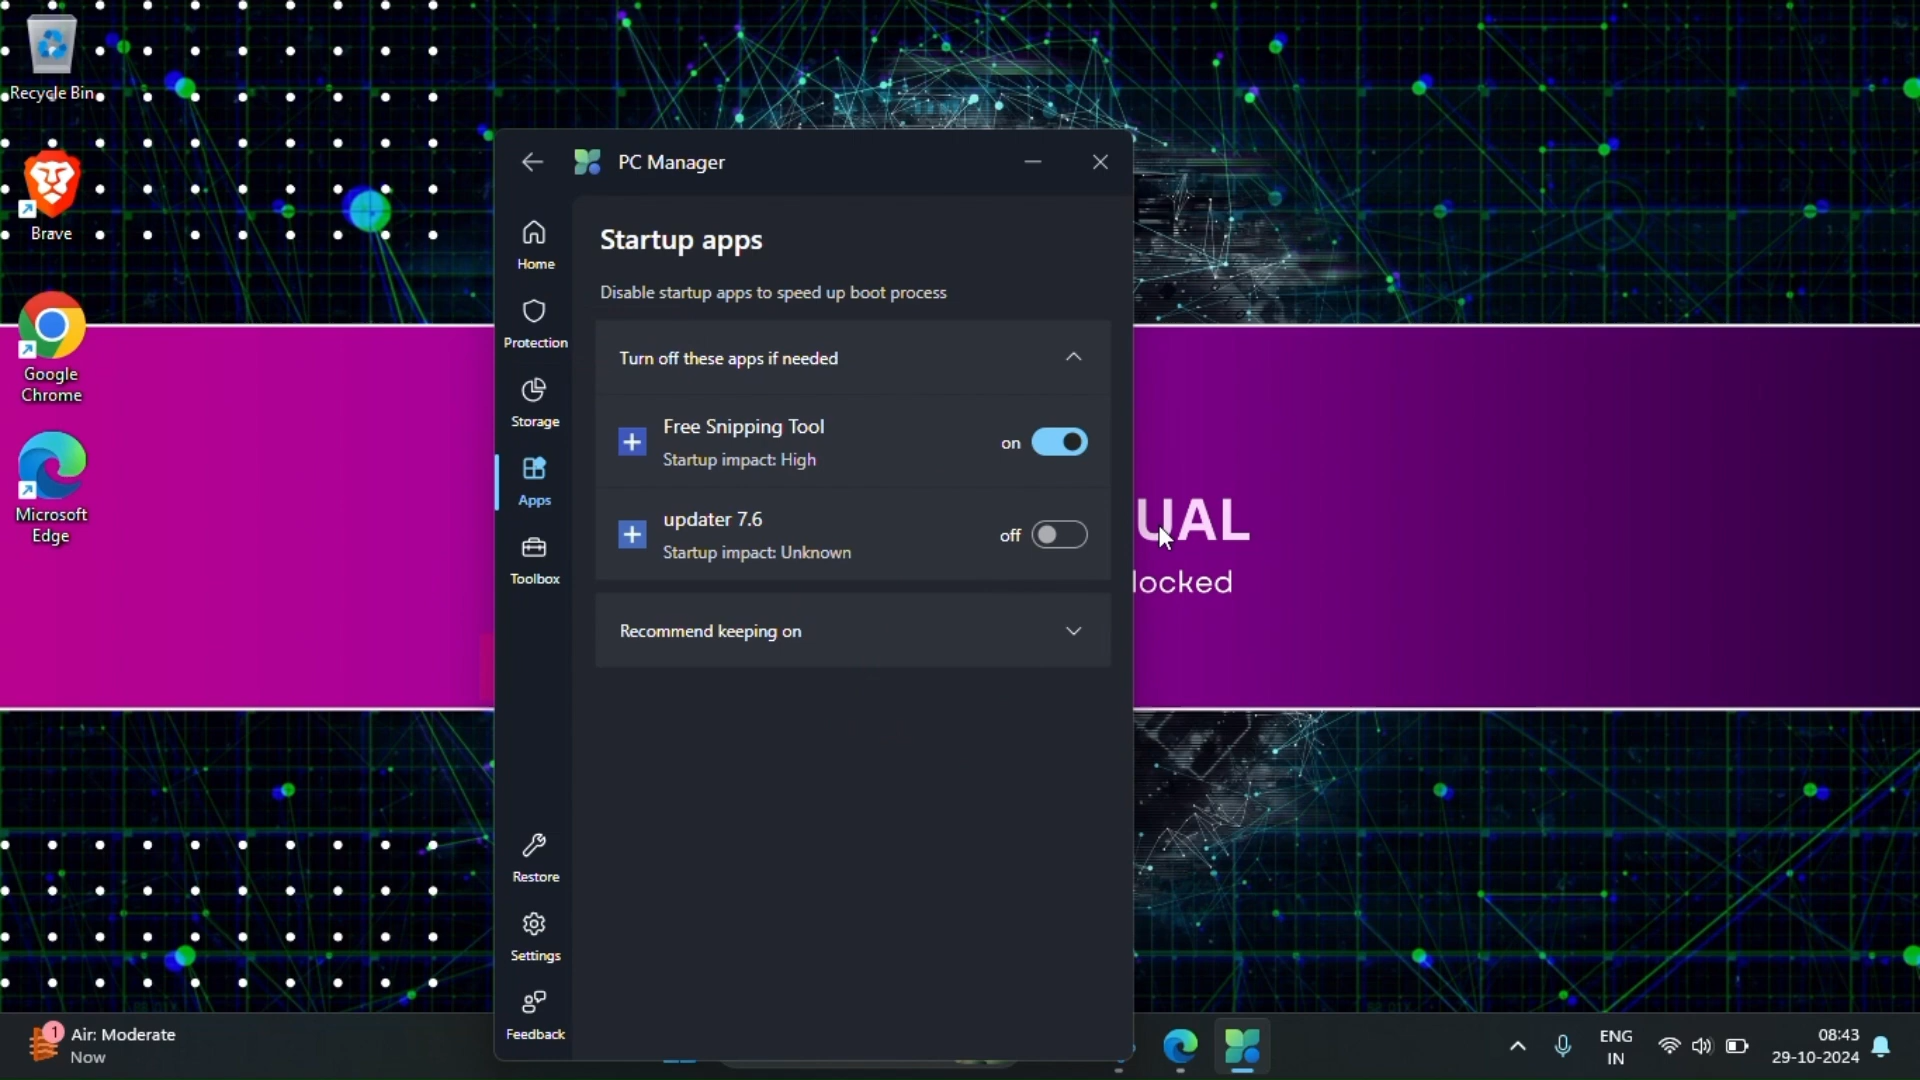 Recycle Bin
Brave
Google
Chrome
Microsoft
Edge
PC Manager
Home
Protection
Storage
Apps
Toolbox
Restore
Settings
Feedback
Startup apps
Disable startup apps to speed up boot process
Turn off these apps if needed
Free Snipping Tool
Startup impact: High
on
updater 7.6
Startup impact: Unknown
off
Recommend keeping on
UAL
locked
1
Air: Moderate
Now
ENG
IN
08:43
29-10-2024